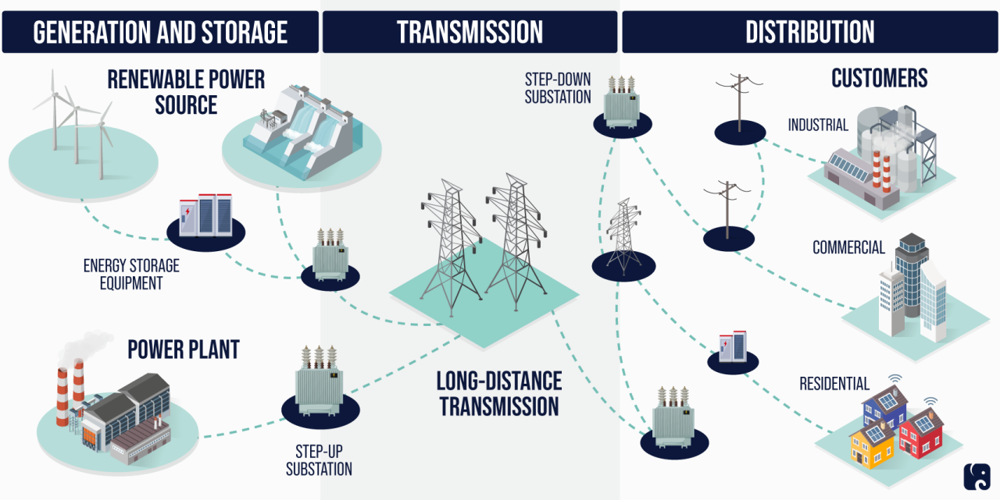 GENERATION AND STORAGE
TRANSMISSION
DISTRIBUTION
RENEWABLE POWER
SOURCE
ENERGY STORAGE
EQUIPMENT
POWER PLANT
STEP-UP
SUBSTATION
LONG-DISTANCE
TRANSMISSION
STEP-DOWN
SUBSTATION
CUSTOMERS
INDUSTRIAL
COMMERCIAL
RESIDENTIAL